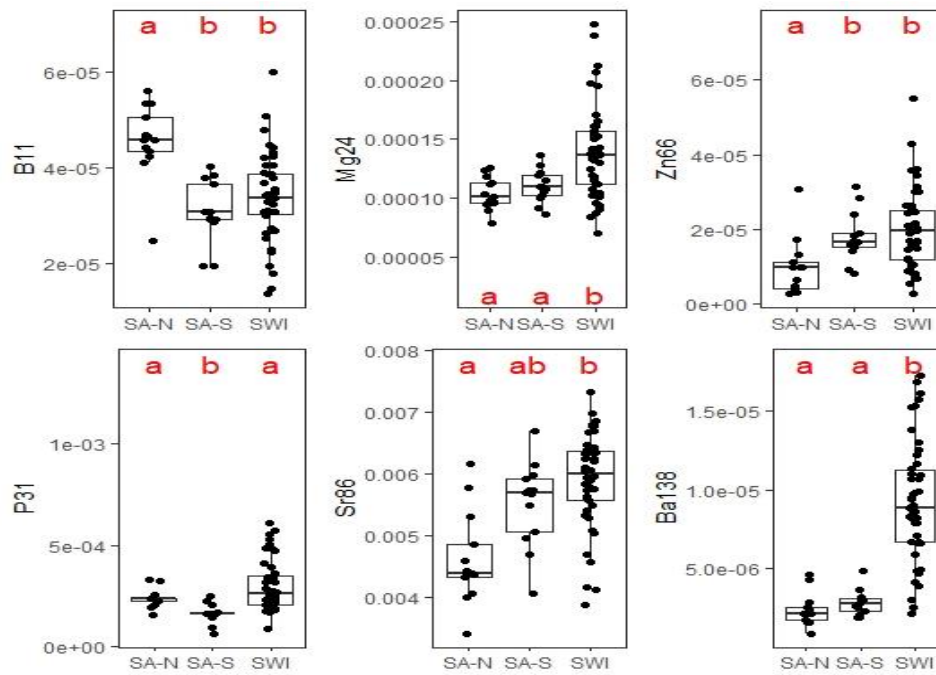 a b b
6e-05
4e-05
2e-05
B11
SA-N SA-S SWI
0.00025
0.00020
0.00015
0.00010
0.00005
Mg24
a a b
SA-N SA-S SWI
a b b
6e-05
4e-05
2e-05
0e+00
Zn66
SA-N SA-S SWI
a b a
1e-03
5e-04
0e+00
P31
SA-N SA-S SWI
a ab b
0.008
0.007
0.006
0.005
0.004
Sr86
SA-N SA-S SWI
a a b
1.5e-05
1.0e-05
5.0e-06
Ba138
SA-N SA-S SWI